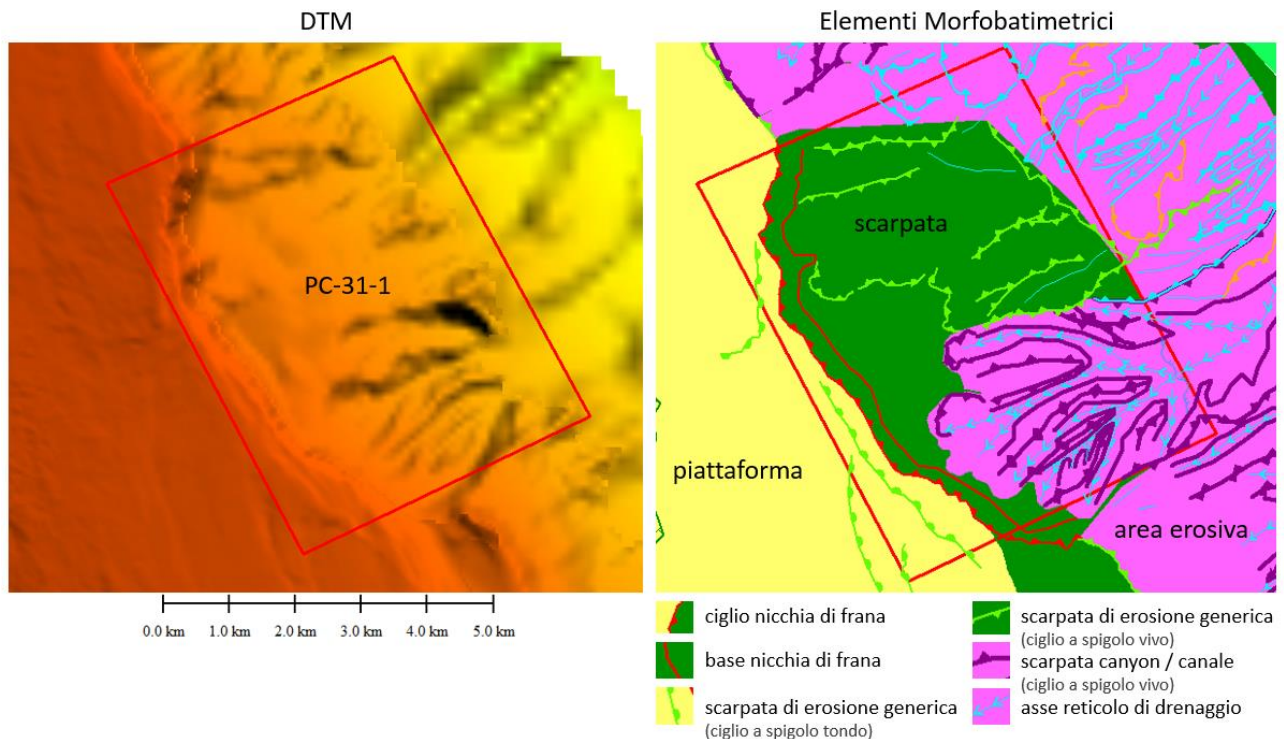 DTM
Elementi Morfobatimetrici
PC-31-1
scarpata
piattaforma
area erosiva
0.0 km 1.0 km 2.0 km 3.0 km 4.0 km 5.0 km
ciglio nicchia di frana
base nicchia di frana
scarpata di erosione generica
(ciglio a spigolo tondo)
scarpata di erosione generica
(ciglio a spigolo vivo)
scarpata canyon / canale
(ciglio a spigolo vivo)
asse reticolo di drenaggio